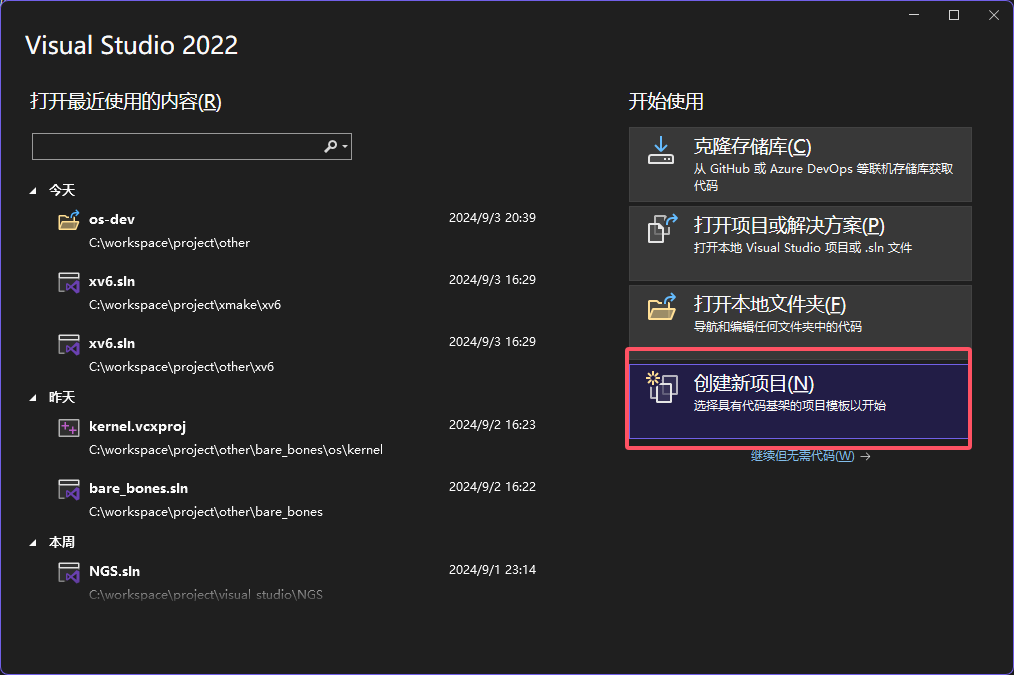 Visual Studio 2022
打开最近使用的内容(R)
今天
os-dev 2024/9/3 20:39
C:\workspace\project\other
xv6.sln 2024/9/3 16:29
C:\workspace\project\xmake\xv6
xv6.sln 2024/9/3 16:29
C:\workspace\project\other\xv6
昨天
kernel.vcxproj 2024/9/2 16:23
C:\workspace\project\other\bare_bones\os\kernel
bare_bones.sln 2024/9/2 16:22
C:\workspace\project\other\bare_bones
本周
NGS.sln 2024/9/1 23:14
C:\workspace\project\visual_studio\NGS
开始使用
克隆存储库(C)
从 GitHub 或 Azure DevOps 等联机存储库获取
代码
打开项目或解决方案(P)
打开本地 Visual Studio 项目或 .sln 文件
打开本地文件夹(F)
导航和编辑任何文件夹中的代码
创建新项目(N)
选择具有代码基架的项目模板以开始
继续但无需代码(W) →